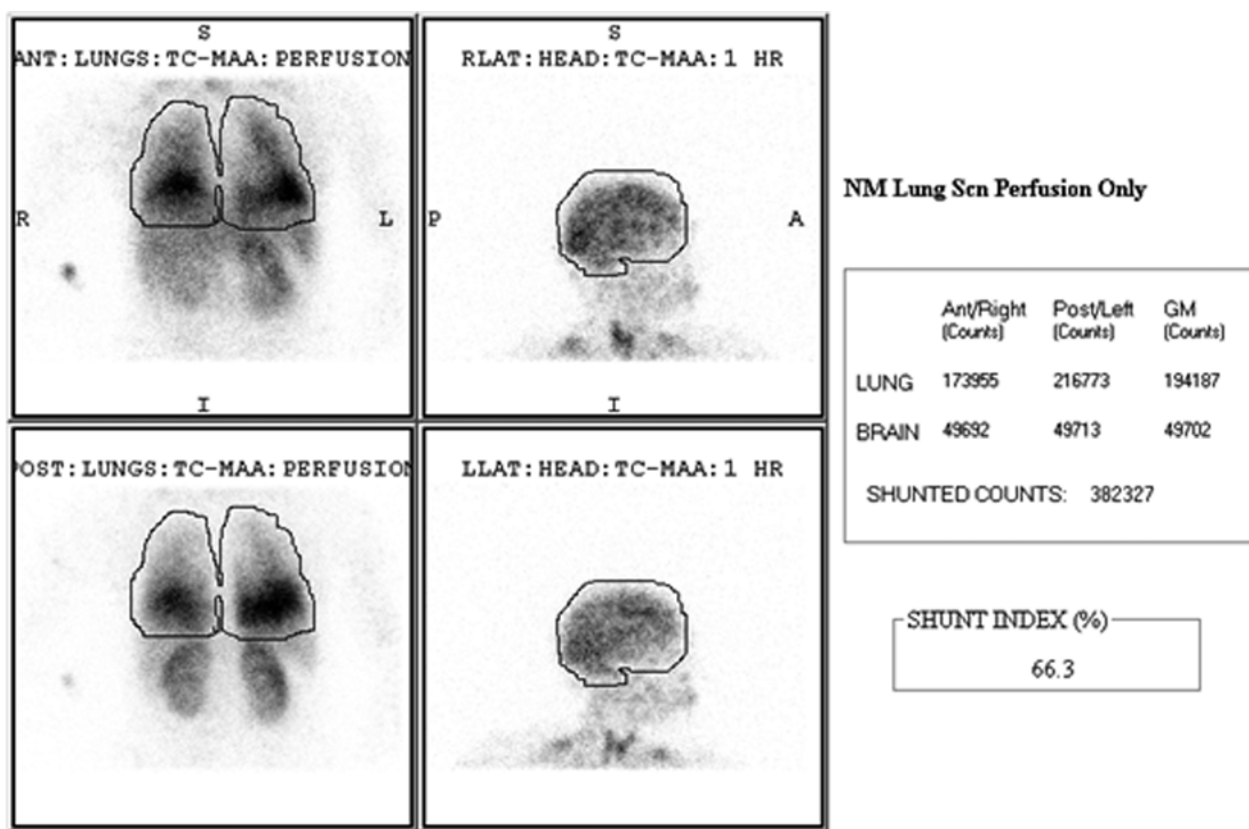 S
ANT:LUNGS:TC-MAA:PERFUSION
R
L
I
S
RLAT:HEAD:TC-MAA:1 HR
P
A
I
POST:LUNGS:TC-MAA:PERFUSION
LLAT:HEAD:TC-MAA:1 HR
NM Lung Scn Perfusion Only
Ant/Right Post/Left GM
(Counts) (Counts) (Counts)
LUNG 173955 216773 194187
BRAIN 49692 49713 49702
SHUNTED COUNTS: 382327
SHUNT INDEX (%)
66.3